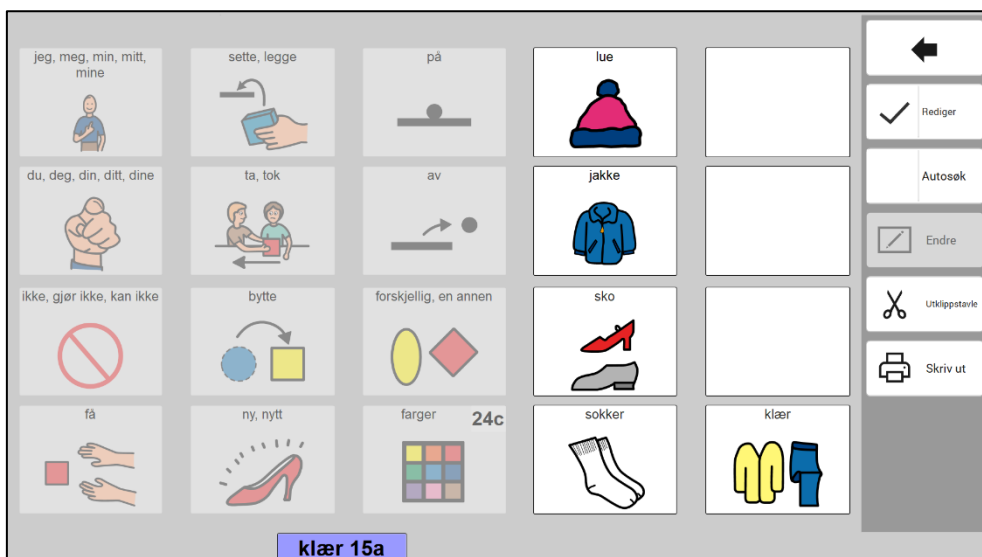 jeg, meg, min, mitt,
mine
sette, legge
på
lue
Rediger
du, deg, din, ditt, dine
ta, tok
av
jakke
Autosøk
Endre
ikke, gjør ikke, kan ikke
bytte
forskjellig, en annen
sko
Utklippstavle
Skriv ut
få
ny, nytt
farger
24c
sokker
klær
klær 15a